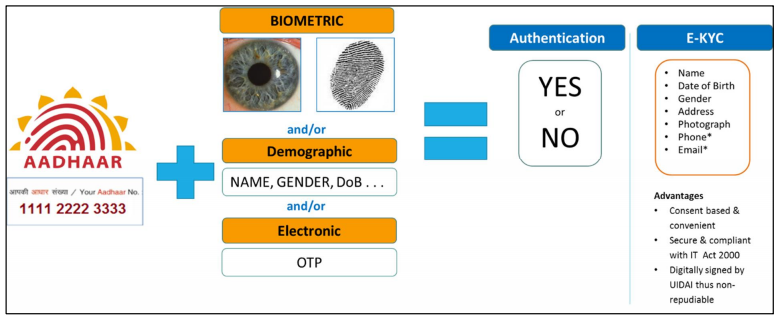 AADHAAR
आपकी आधार संख्या / Your Aadhaar No.
1111 2222 3333
BIOMETRIC
and/or
Demographic
NAME, GENDER, DoB . . .
and/or
Electronic
OTP
Authentication
YES
or
NO
E-KYC
• Name
• Date of Birth
• Gender
• Address
• Photograph
• Phone*
• Email*
Advantages
• Consent based &
convenient
• Secure & compliant
with IT Act 2000
• Digitally signed by
UIDAI thus non-
repudiable